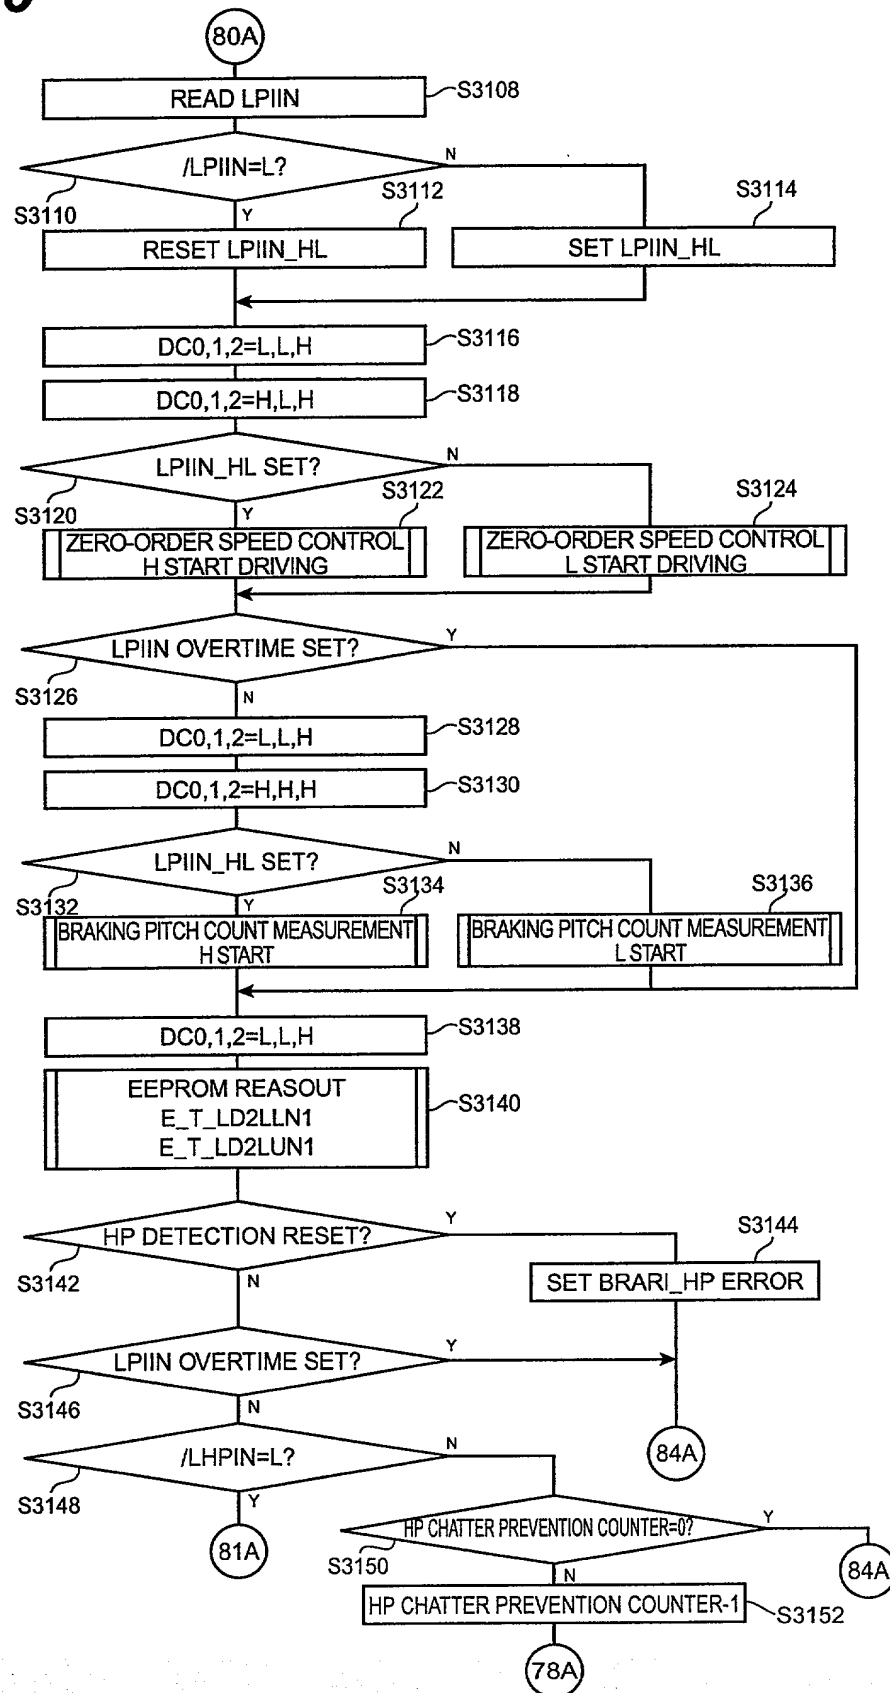 80A
READ LPIIN
S3108
/LPIIN=L?
N
S3110
Y
S3112
S3114
RESET LPIIN_HL
SET LPIIN_HL
DC0,1,2=L,L,H
S3116
DC0,1,2=H,L,H
S3118
LPIIN_HL SET?
N
S3120
Y
S3122
S3124
ZERO-ORDER SPEED CONTROL
H START DRIVING
ZERO-ORDER SPEED CONTROL
L START DRIVING
LPIIN OVERTIME SET?
Y
S3126
N
DC0,1,2=L,L,H
S3128
DC0,1,2=H,H,H
S3130
LPIIN_HL SET?
N
S3132
Y
S3134
S3136
BRAKING PITCH COUNT MEASUREMENT
H START
BRAKING PITCH COUNT MEASUREMENT
L START
DC0,1,2=L,L,H
S3138
EEPROM REASOUT
E_T_LD2LLN1
E_T_LD2LUN1
S3140
HP DETECTION RESET?
Y
S3142
N
S3144
SET BRARI_HP ERROR
LPIIN OVERTIME SET?
Y
S3146
N
84A
/LHPIN=L?
N
S3148
Y
81A
HP CHATTER PREVENTION COUNTER=0?
Y
S3150
N
84A
HP CHATTER PREVENTION COUNTER-1
S3152
78A